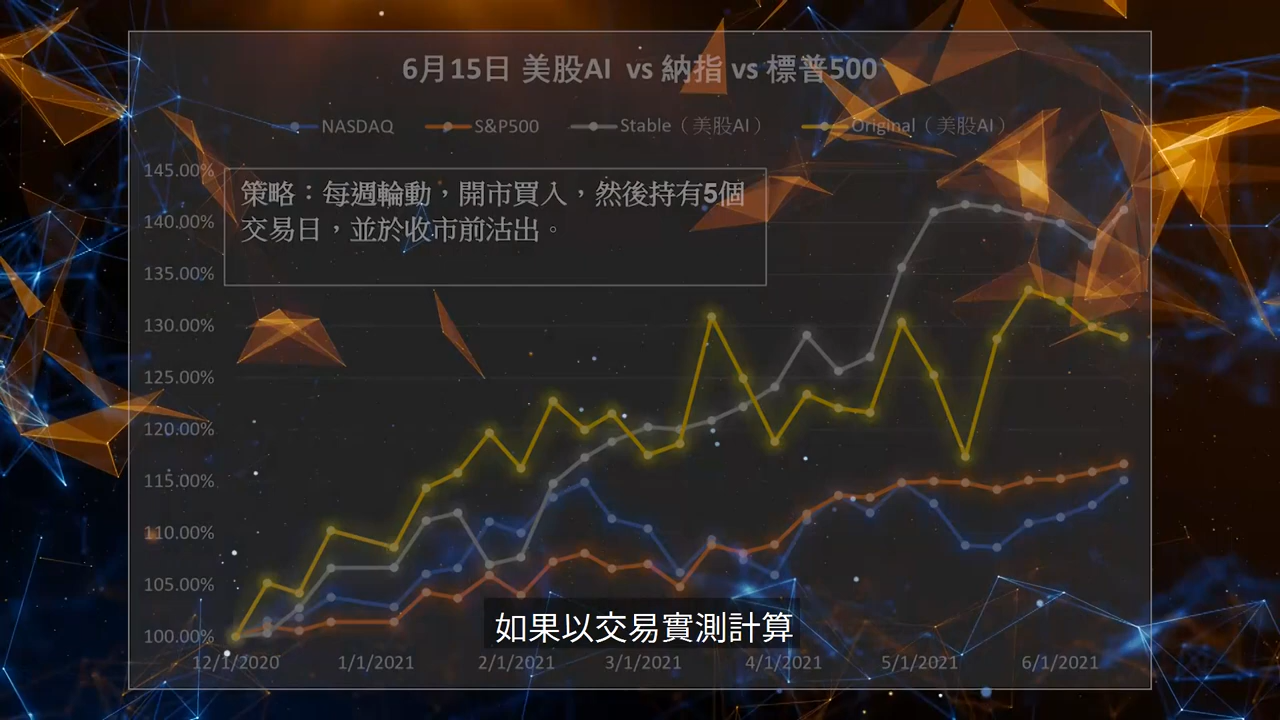 6月15日 美股AI vs 納指 vs 標普500
NASDAQ
S&P500
Stable（美股AI）
Original（美股AI）
策略：每週輪動，開市買入，然後持有5個
交易日，並於收市前沽出。
145.00%
140.00%
135.00%
130.00%
125.00%
120.00%
115.00%
110.00%
105.00%
100.00%
12/1/2020
1/1/2021
2/1/2021
3/1/2021
4/1/2021
5/1/2021
6/1/2021
如果以交易實測計算